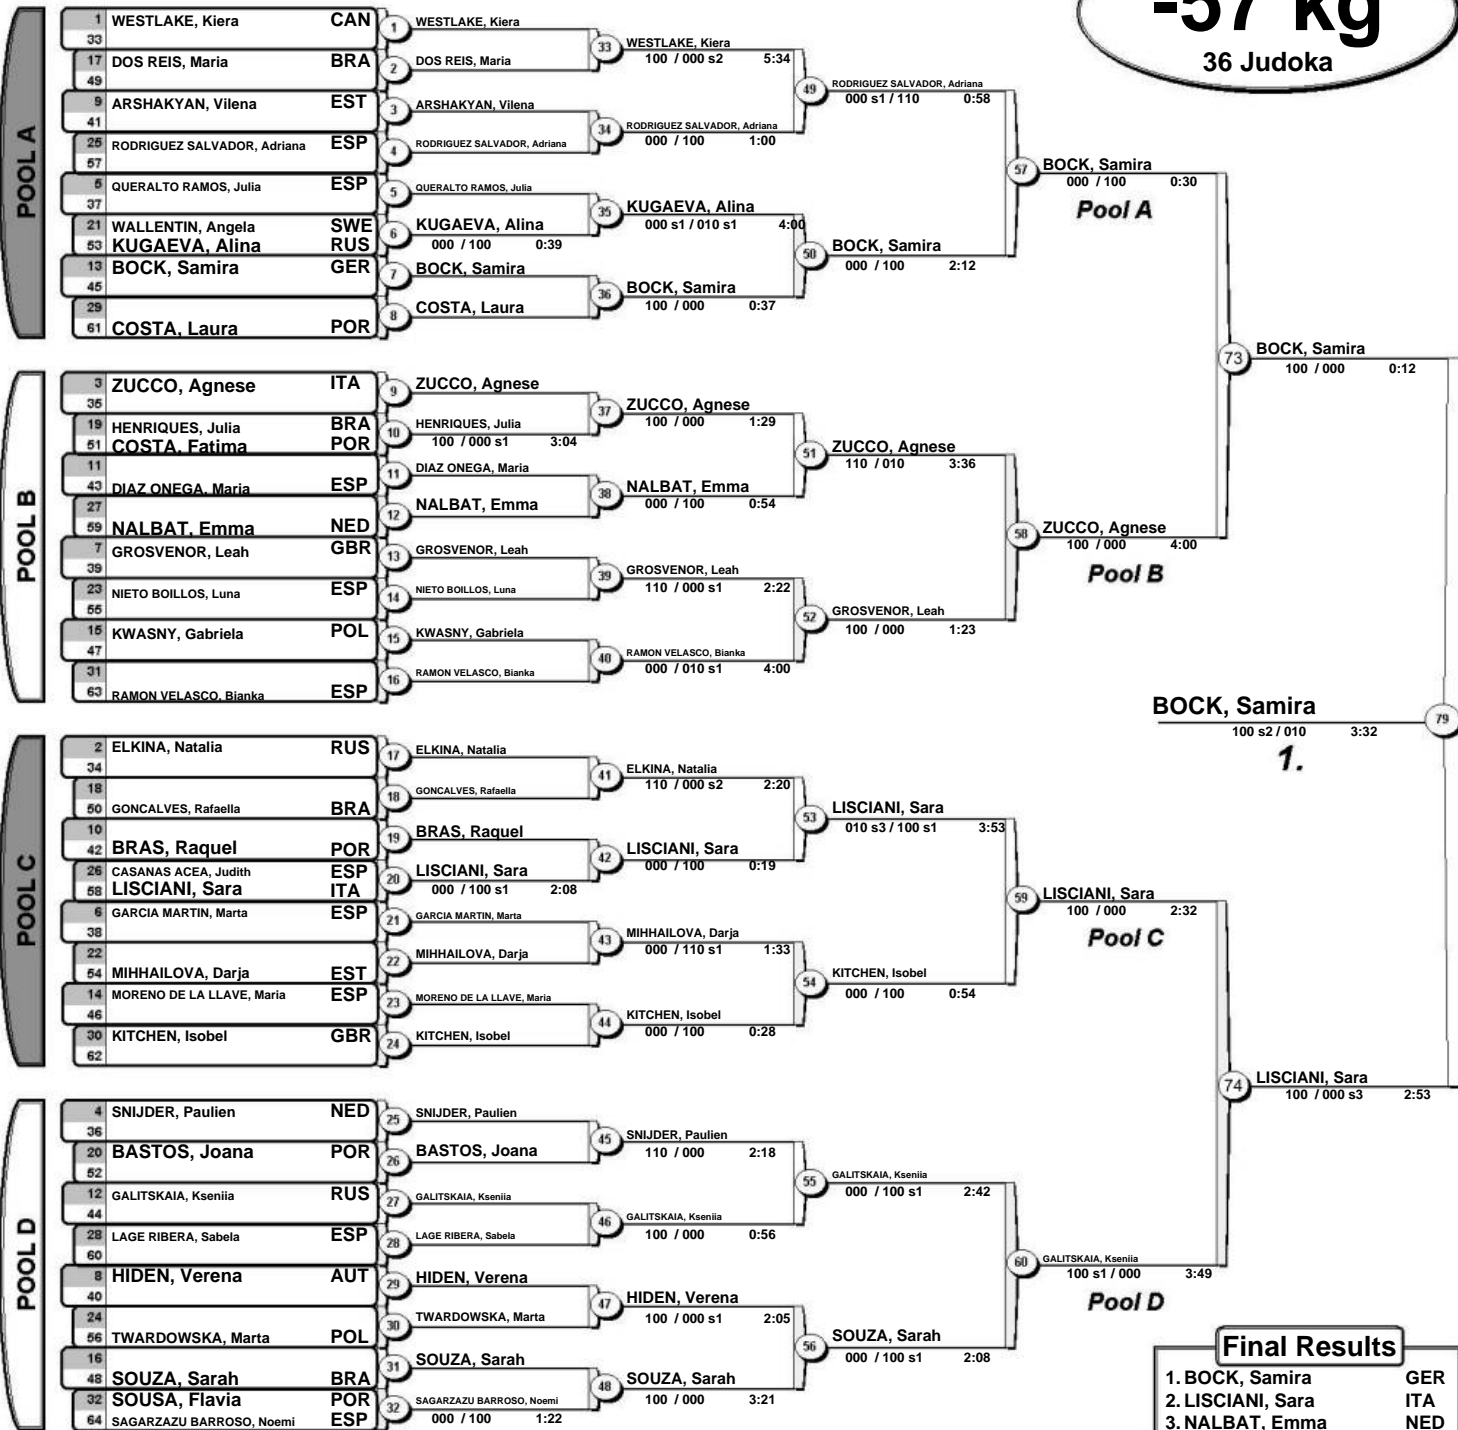 -57 kg
36 Judoka
POOL A
1 WESTLAKE, Kiera CAN
33
17 DOS REIS, Maria BRA
49
9 ARSHAKYAN, Vilena EST
41
25 RODRIGUEZ SALVADOR, Adriana ESP
57
5 QUERALTO RAMOS, Julia ESP
37
21 WALLENTIN, Angela SWE
53 KUGAEVA, Alina RUS
13 BOCK, Samira GER
45
29
61 COSTA, Laura POR
1 WESTLAKE, Kiera
2 DOS REIS, Maria
3 ARSHAKYAN, Vilena
4 RODRIGUEZ SALVADOR, Adriana
5 QUERALTO RAMOS, Julia
6 KUGAEVA, Alina
000 / 100 0:39
7 BOCK, Samira
8 COSTA, Laura
33 WESTLAKE, Kiera
100 / 000 s2 5:34
34 RODRIGUEZ SALVADOR, Adriana
000 / 100 1:00
35 KUGAEVA, Alina
000 s1 / 010 s1 4:00
36 BOCK, Samira
100 / 000 0:37
49 RODRIGUEZ SALVADOR, Adriana
000 s1 / 110 0:58
50 BOCK, Samira
000 / 100 2:12
57 BOCK, Samira
000 / 100 0:30
Pool A
POOL B
3 ZUCCO, Agnese ITA
35
19 HENRIQUES, Julia BRA
51 COSTA, Fatima POR
11
43 DIAZ ONEGA, Maria ESP
27
59 NALBAT, Emma NED
7 GROSVENOR, Leah GBR
39
23 NIETO BOILLOS, Luna ESP
55
15 KWASNY, Gabriela POL
47
31
63 RAMON VELASCO, Bianka ESP
9 ZUCCO, Agnese
10 HENRIQUES, Julia
100 / 000 s1 3:04
11 DIAZ ONEGA, Maria
12 NALBAT, Emma
13 GROSVENOR, Leah
14 NIETO BOILLOS, Luna
15 KWASNY, Gabriela
16 RAMON VELASCO, Bianka
37 ZUCCO, Agnese
100 / 000 1:29
38 NALBAT, Emma
000 / 100 0:54
39 GROSVENOR, Leah
110 / 000 s1 2:22
40 RAMON VELASCO, Bianka
000 / 010 s1 4:00
51 ZUCCO, Agnese
110 / 010 3:36
52 GROSVENOR, Leah
100 / 000 1:23
58 ZUCCO, Agnese
100 / 000 4:00
Pool B
73 BOCK, Samira
100 / 000 0:12
BOCK, Samira 79
100 s2 / 010 3:32
1.
POOL C
2 ELKINA, Natalia RUS
34
18
50 GONCALVES, Rafaella BRA
10
42 BRAS, Raquel POR
26 CASANAS ACEA, Judith ESP
58 LISCIANI, Sara ITA
6 GARCIA MARTIN, Marta ESP
38
22
54 MIHHAILOVA, Darja EST
14 MORENO DE LA LLAVE, Maria ESP
46
30 KITCHEN, Isobel GBR
62
17 ELKINA, Natalia
18 GONCALVES, Rafaella
19 BRAS, Raquel
20 LISCIANI, Sara
000 / 100 s1 2:08
21 GARCIA MARTIN, Marta
22 MIHHAILOVA, Darja
23 MORENO DE LA LLAVE, Maria
24 KITCHEN, Isobel
41 ELKINA, Natalia
110 / 000 s2 2:20
42 LISCIANI, Sara
000 / 100 0:19
43 MIHHAILOVA, Darja
000 / 110 s1 1:33
44 KITCHEN, Isobel
000 / 100 0:28
53 LISCIANI, Sara
010 s3 / 100 s1 3:53
54 KITCHEN, Isobel
000 / 100 0:54
59 LISCIANI, Sara
100 / 000 2:32
Pool C
POOL D
4 SNIJDER, Paulien NED
36
20 BASTOS, Joana POR
52
12 GALITSKAIA, Kseniia RUS
44
28 LAGE RIBERA, Sabela ESP
60
8 HIDEN, Verena AUT
40
24
56 TWARDOWSKA, Marta POL
16
48 SOUZA, Sarah BRA
32 SOUSA, Flavia POR
64 SAGARZAZU BARROSO, Noemi ESP
25 SNIJDER, Paulien
26 BASTOS, Joana
27 GALITSKAIA, Kseniia
28 LAGE RIBERA, Sabela
29 HIDEN, Verena
30 TWARDOWSKA, Marta
31 SOUZA, Sarah
32 SAGARZAZU BARROSO, Noemi
000 / 100 1:22
45 SNIJDER, Paulien
110 / 000 2:18
46 GALITSKAIA, Kseniia
100 / 000 0:56
47 HIDEN, Verena
100 / 000 s1 2:05
48 SOUZA, Sarah
100 / 000 3:21
55 GALITSKAIA, Kseniia
000 / 100 s1 2:42
56 SOUZA, Sarah
000 / 100 s1 2:08
60 GALITSKAIA, Kseniia
100 s1 / 000 3:49
Pool D
74 LISCIANI, Sara
100 / 000 s3 2:53
Final Results
1. BOCK, Samira GER
2. LISCIANI, Sara ITA
3. NALBAT, Emma NED